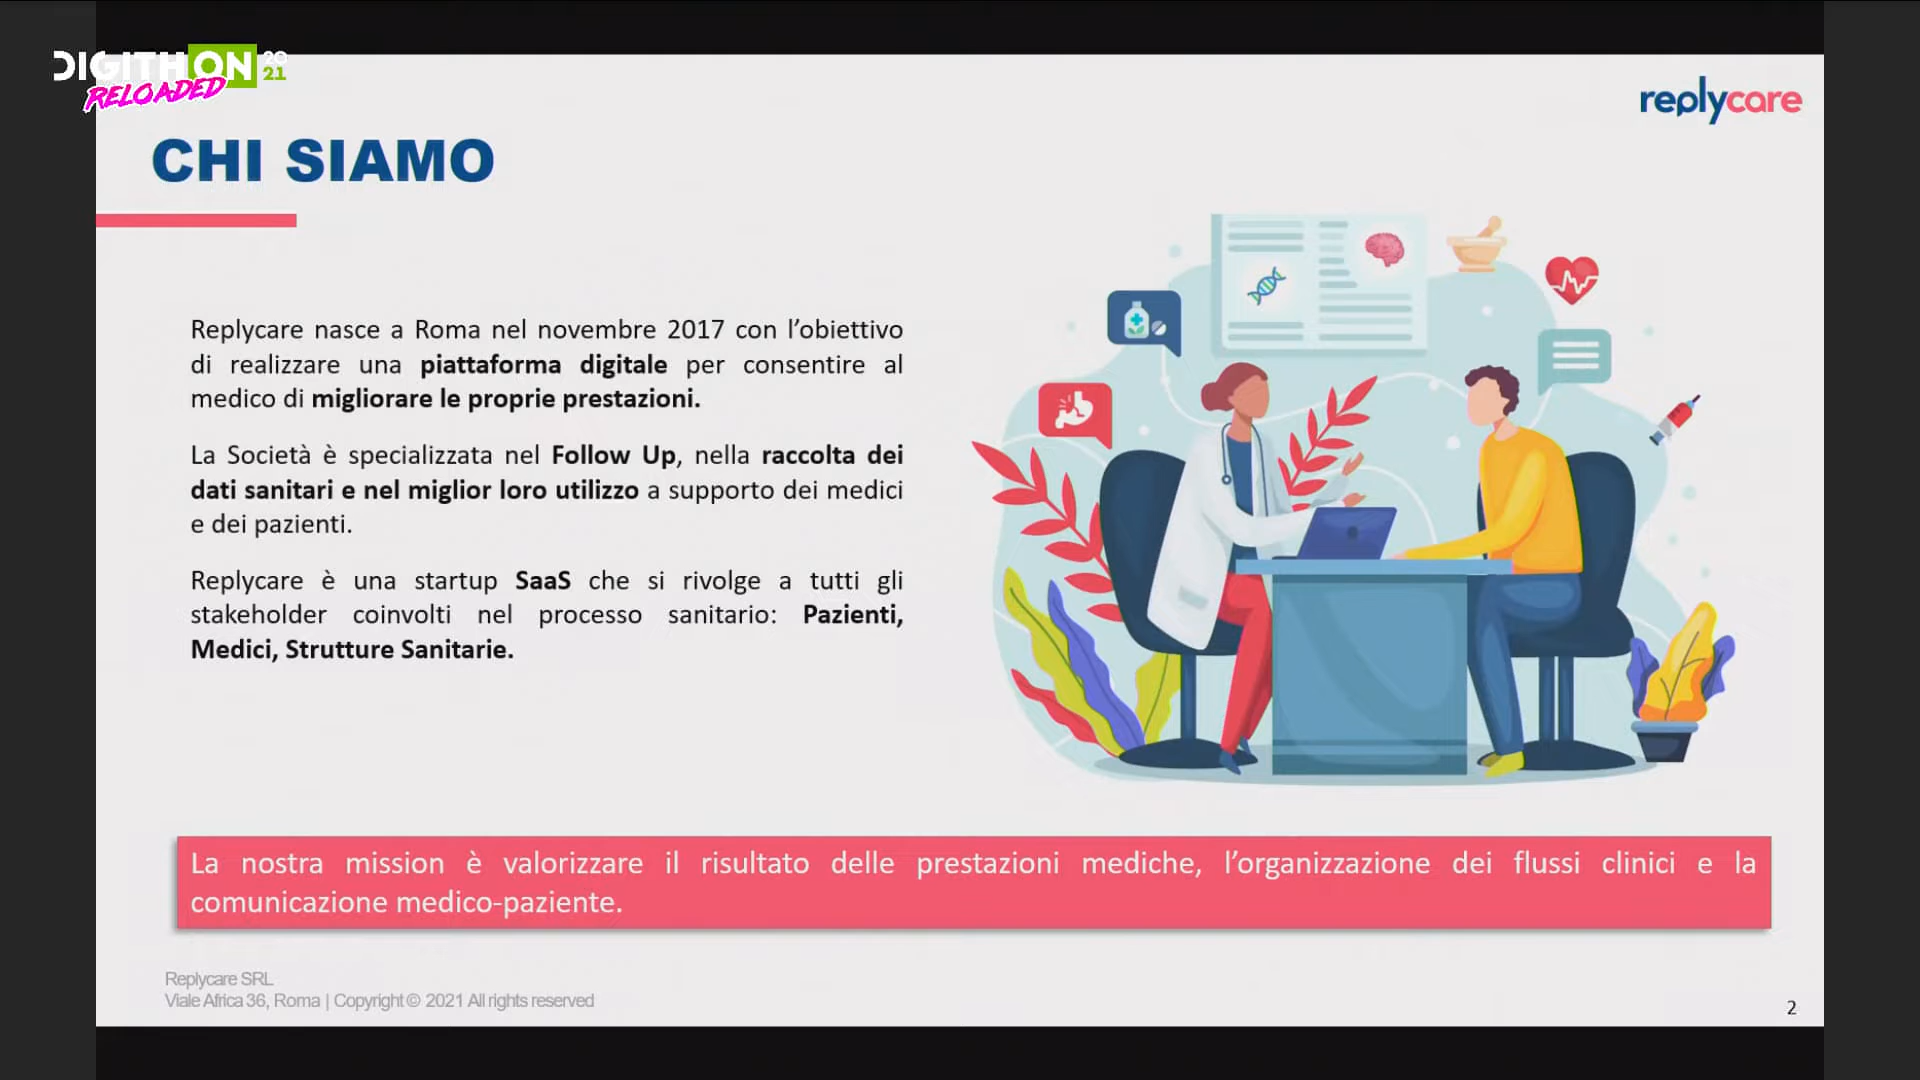 DIGITHON 2021
RELOADED
replycare
CHI SIAMO
Replycare nasce a Roma nel novembre 2017 con l’obiettivo
di realizzare una piattaforma digitale per consentire al
medico di migliorare le proprie prestazioni.
La Società è specializzata nel Follow Up, nella raccolta dei
dati sanitari e nel miglior loro utilizzo a supporto dei medici
e dei pazienti.
Replycare è una startup SaaS che si rivolge a tutti gli
stakeholder coinvolti nel processo sanitario: Pazienti,
Medici, Strutture Sanitarie.
La nostra mission è valorizzare il risultato delle prestazioni mediche, l’organizzazione dei flussi clinici e la
comunicazione medico-paziente.
Replycare SRL
Viale Africa 36, Roma | Copyright © 2021 All rights reserved
2